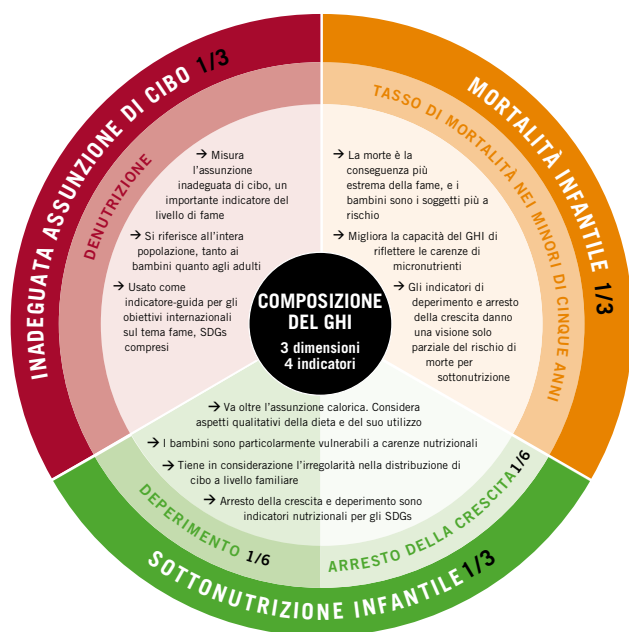 INADEGUATA ASSUNZIONE DI CIBO 1/3
DENUTRIZIONE
→ Misura
l'assunzione
inadeguata di cibo, un
importante indicatore del
livello di fame
→ Si riferisce all'intera
popolazione, tanto ai
bambini quanto agli adulti
→ Usato come
indicatore-guida per gli
obiettivi internazionali
sul tema fame, SDGs
compresi
MORTALITÀ INFANTILE 1/3
TASSO DI MORTALITÀ NEI MINORI DI CINQUE ANNI
→ La morte è la
conseguenza più
estrema della fame, e i
bambini sono i soggetti più a
rischio
→ Migliora la capacità del GHI di
riflettere le carenze di
micronutrienti
→ Gli indicatori di
deperimento e arresto
della crescita danno
una visione solo
parziale del rischio di
morte per
sottonutrizione
COMPOSIZIONE
DEL GHI
3 dimensioni
4 indicatori
→ Va oltre l'assunzione calorica. Considera
aspetti qualitativi della dieta e del suo utilizzo
→ I bambini sono particolarmente vulnerabili a carenze nutrizionali
→ Tiene in considerazione l'irregolarità nella distribuzione di
cibo a livello familiare
→ Arresto della crescita e deperimento sono
indicatori nutrizionali per gli SDGs
DEPERIMENTO 1/6
ARRESTO DELLA CRESCITA 1/6
SOTTONUTRIZIONE INFANTILE 1/3